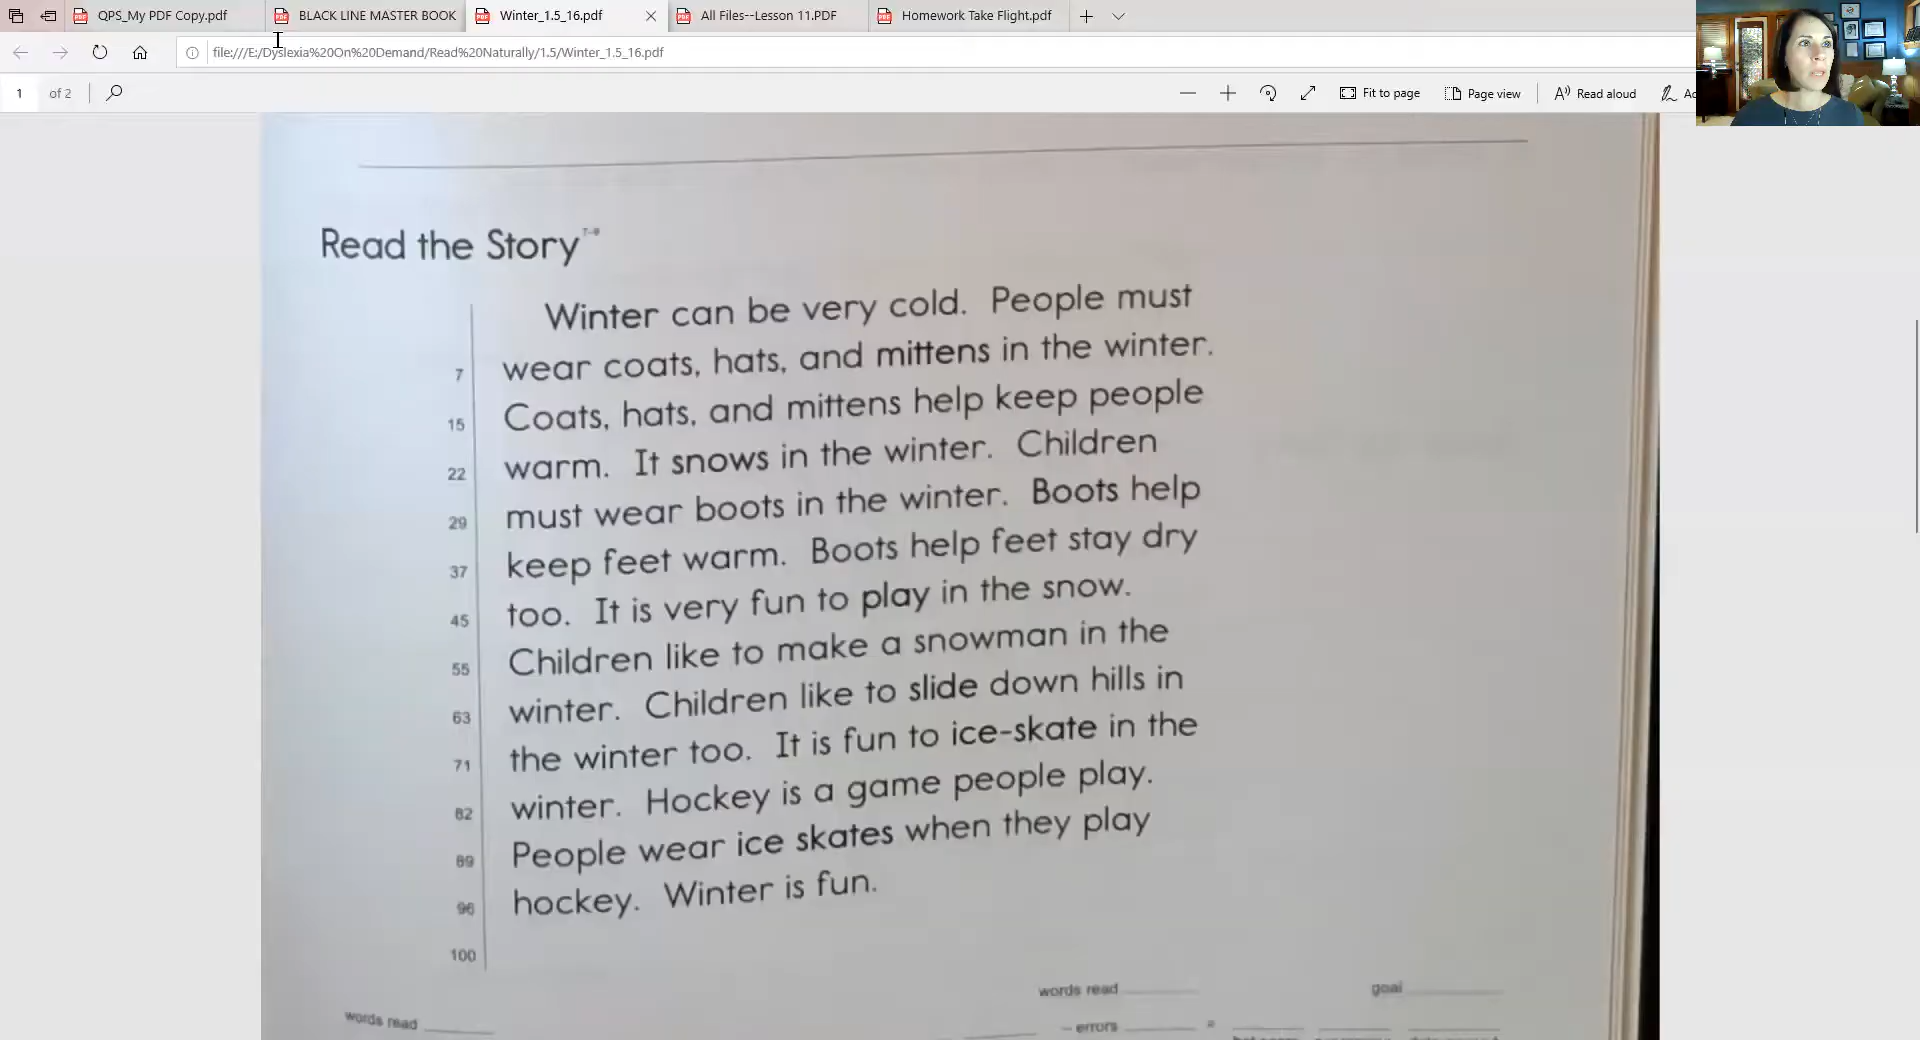 QPS_My PDF Copy.pdf
BLACK LINE MASTER BOOK
Winter_1.5_16.pdf
All Files--Lesson 11.PDF
Homework Take Flight.pdf
file:///E:/Dyslexia%20On%20Demand/Read%20Naturally/1.5/Winter_1.5_16.pdf
1 of 2
Fit to page
Page view
Read aloud
Read the Story
Winter can be very cold. People must
7 wear coats, hats, and mittens in the winter.
15 Coats, hats, and mittens help keep people
22 warm. It snows in the winter. Children
29 must wear boots in the winter. Boots help
37 keep feet warm. Boots help feet stay dry
45 too. It is very fun to play in the snow.
55 Children like to make a snowman in the
63 winter. Children like to slide down hills in
71 the winter too. It is fun to ice-skate in the
82 winter. Hockey is a game people play.
89 People wear ice skates when they play
96 hockey. Winter is fun.
100
words read
words read
goal
- errors =